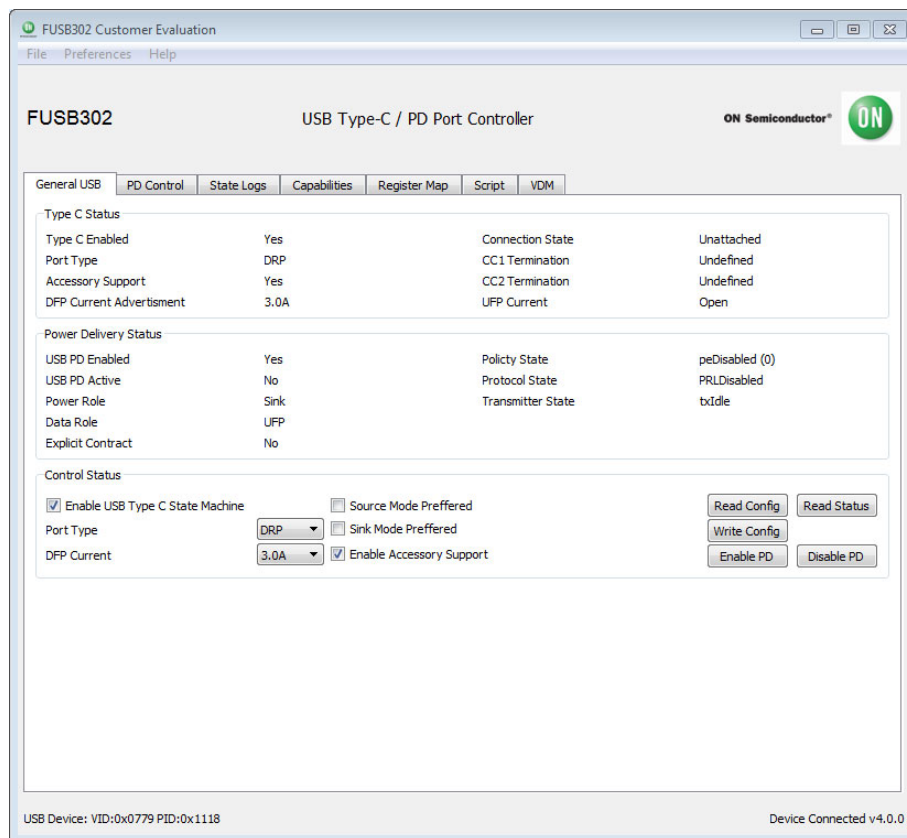 FUSB302 Customer Evaluation
File Preferences Help
FUSB302 USB Type-C / PD Port Controller ON Semiconductor® ON
General USB PD Control State Logs Capabilities Register Map Script VDM
Type C Status
Type C Enabled Yes Connection State Unattached
Port Type DRP CC1 Termination Undefined
Accessory Support Yes CC2 Termination Undefined
DFP Current Advertisment 3.0A UFP Current Open
Power Delivery Status
USB PD Enabled Yes Policty State peDisabled (0)
USB PD Active No Protocol State PRLDisabled
Power Role Sink Transmitter State txIdle
Data Role UFP
Explicit Contract No
Control Status
Enable USB Type C State Machine Source Mode Preffered Read Config Read Status
Port Type DRP Sink Mode Preffered Write Config
DFP Current 3.0A Enable Accessory Support Enable PD Disable PD
USB Device: VID:0x0779 PID:0x1118 Device Connected v4.0.0